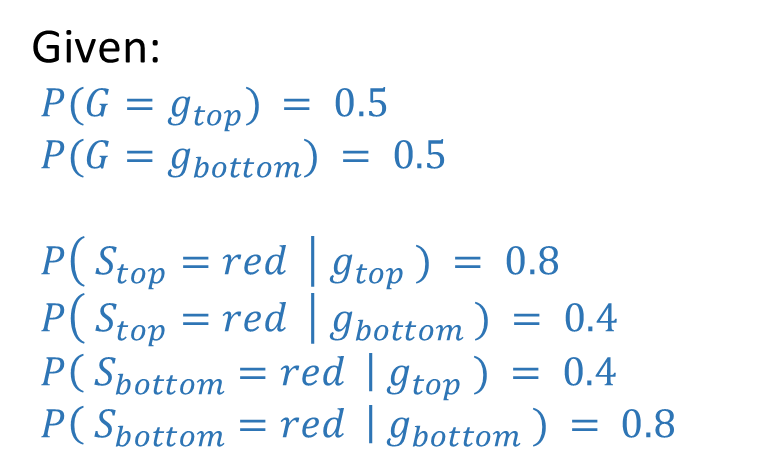 Given:
P(G = g_top) = 0.5
P(G = g_bottom) = 0.5
P( S_top = red | g_top ) = 0.8
P( S_top = red | g_bottom ) = 0.4
P( S_bottom = red | g_top ) = 0.4
P( S_bottom = red | g_bottom ) = 0.8